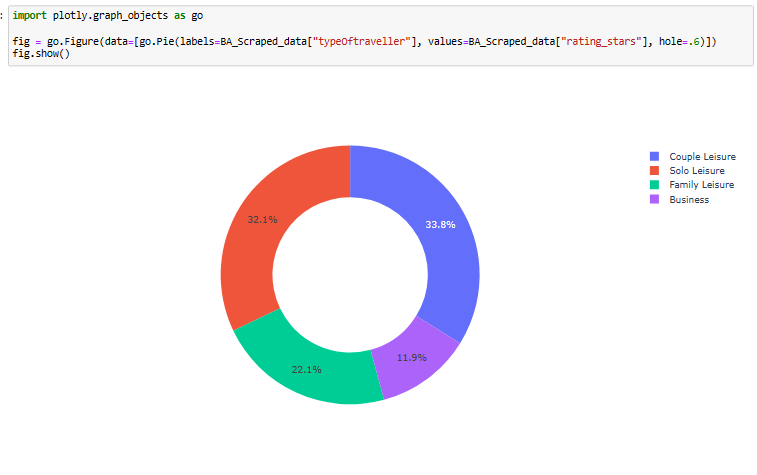 :
import plotly.graph_objects as go
fig = go.Figure(data=[go.Pie(labels=BA_Scraped_data["typeOftraveller"], values=BA_Scraped_data["rating_stars"], hole=.6)])
fig.show()
Couple Leisure
Solo Leisure
Family Leisure
Business
32.1%
33.8%
11.9%
22.1%